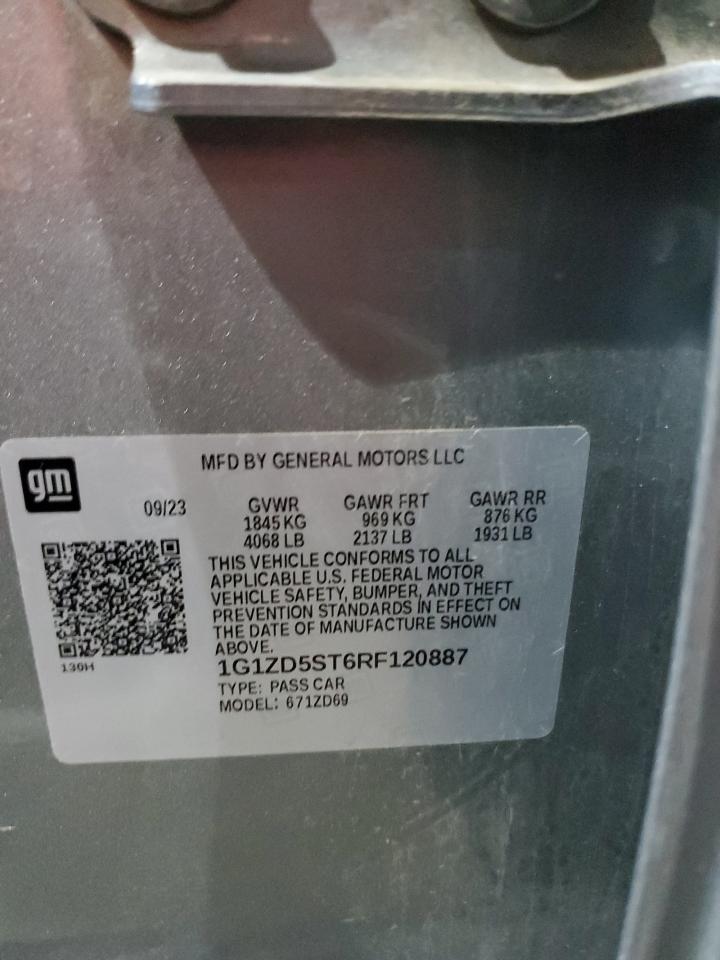 gm
MFD BY GENERAL MOTORS LLC
09/23
GVWR GAWR FRT GAWR RR
1845 KG 969 KG 876 KG
4068 LB 2137 LB 1931 LB
THIS VEHICLE CONFORMS TO ALL
APPLICABLE U.S. FEDERAL MOTOR
VEHICLE SAFETY, BUMPER, AND THEFT
PREVENTION STANDARDS IN EFFECT ON
THE DATE OF MANUFACTURE SHOWN
ABOVE.
130H
1G1ZD5ST6RF120887
TYPE: PASS CAR
MODEL: 671ZD69